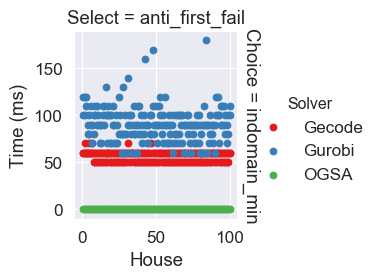 Select = anti_first_fail
150
100
50
0
Time (ms)
0
50
100
House
Choice = indomain_min
Solver
Gecode
Gurobi
OGSA